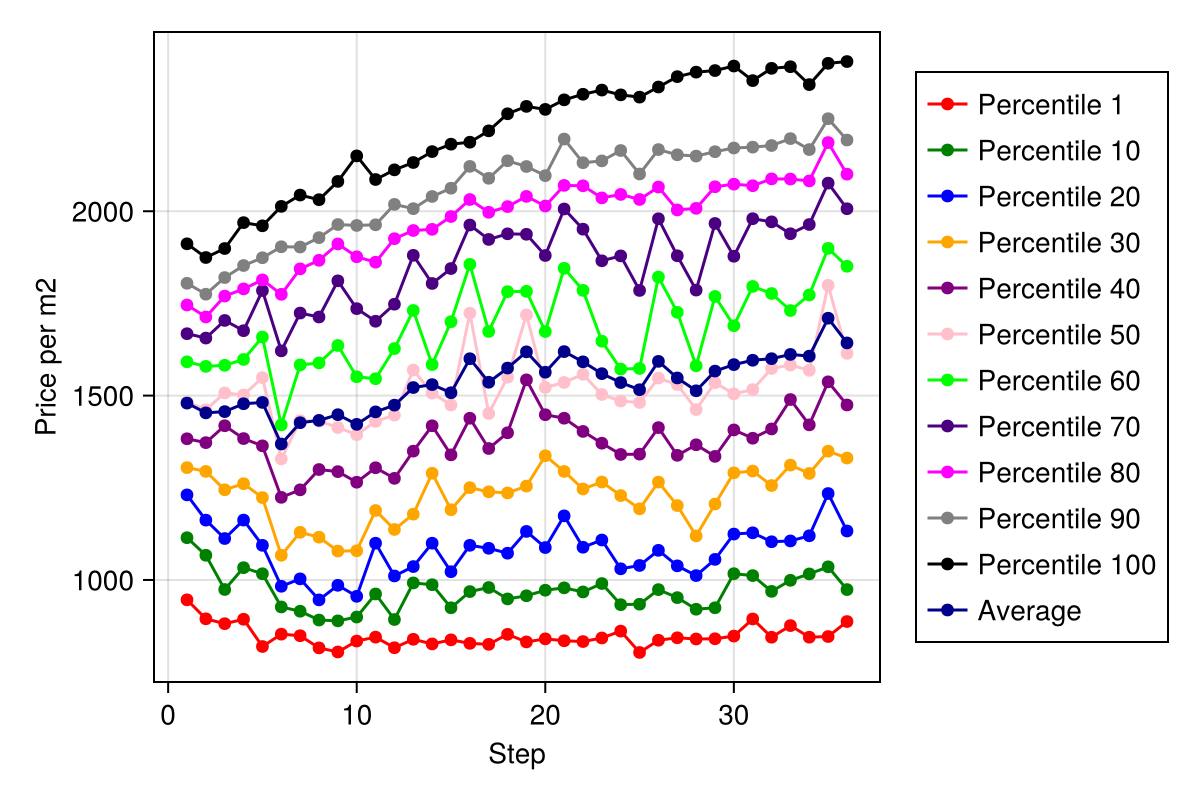 Price per m2
2000
1500
1000
0 10 20 30
Step
Percentile 1
Percentile 10
Percentile 20
Percentile 30
Percentile 40
Percentile 50
Percentile 60
Percentile 70
Percentile 80
Percentile 90
Percentile 100
Average